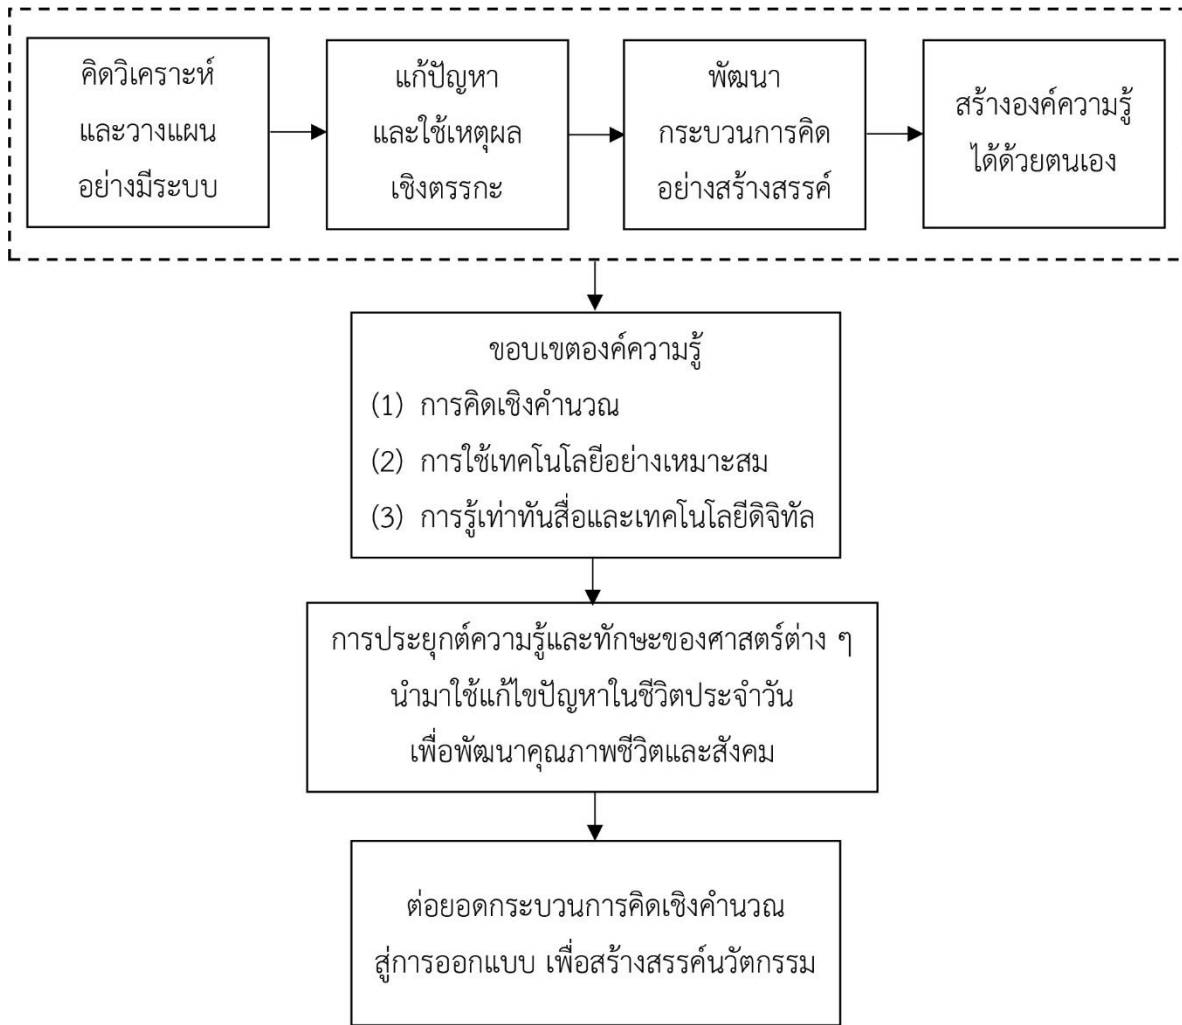 คิดวิเคราะห์
และวางแผน
อย่างมีระบบ
แก้ปัญหา
และใช้เหตุผล
เชิงตรรกะ
พัฒนา
กระบวนการคิด
อย่างสร้างสรรค์
สร้างองค์ความรู้
ได้ด้วยตนเอง
ขอบเขตองค์ความรู้
(1) การคิดเชิงคำนวณ
(2) การใช้เทคโนโลยีอย่างเหมาะสม
(3) การรู้เท่าทันสื่อและเทคโนโลยีดิจิทัล
การประยุกต์ความรู้และทักษะของศาสตร์ต่าง ๆ
นำมาใช้แก้ไขปัญหาในชีวิตประจำวัน
เพื่อพัฒนาคุณภาพชีวิตและสังคม
ต่อยอดกระบวนการคิดเชิงคำนวณ
สู่การออกแบบ เพื่อสร้างสรรค์นวัตกรรม